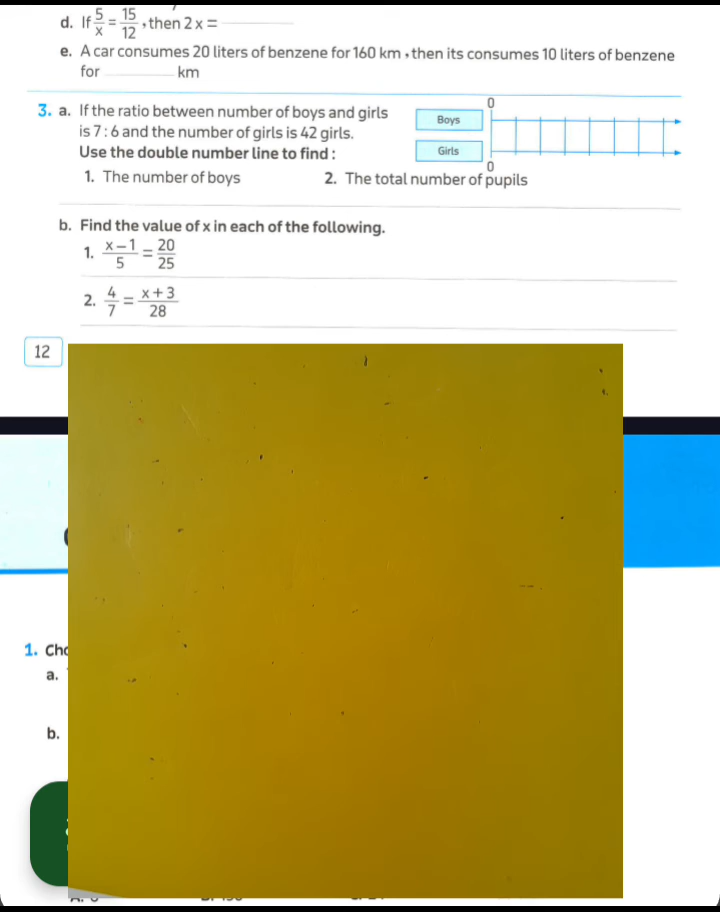 d. If 5/x = 15/12 , then 2 x =
e. A car consumes 20 liters of benzene for 160 km , then its consumes 10 liters of benzene
for km
3. a. If the ratio between number of boys and girls
is 7 : 6 and the number of girls is 42 girls.
Use the double number line to find :
1. The number of boys 2. The total number of pupils
0
Boys
Girls
0
b. Find the value of x in each of the following.
1. x – 1/5 = 20/25
2. 4/7 = x + 3/28
12
1.
a.
b.